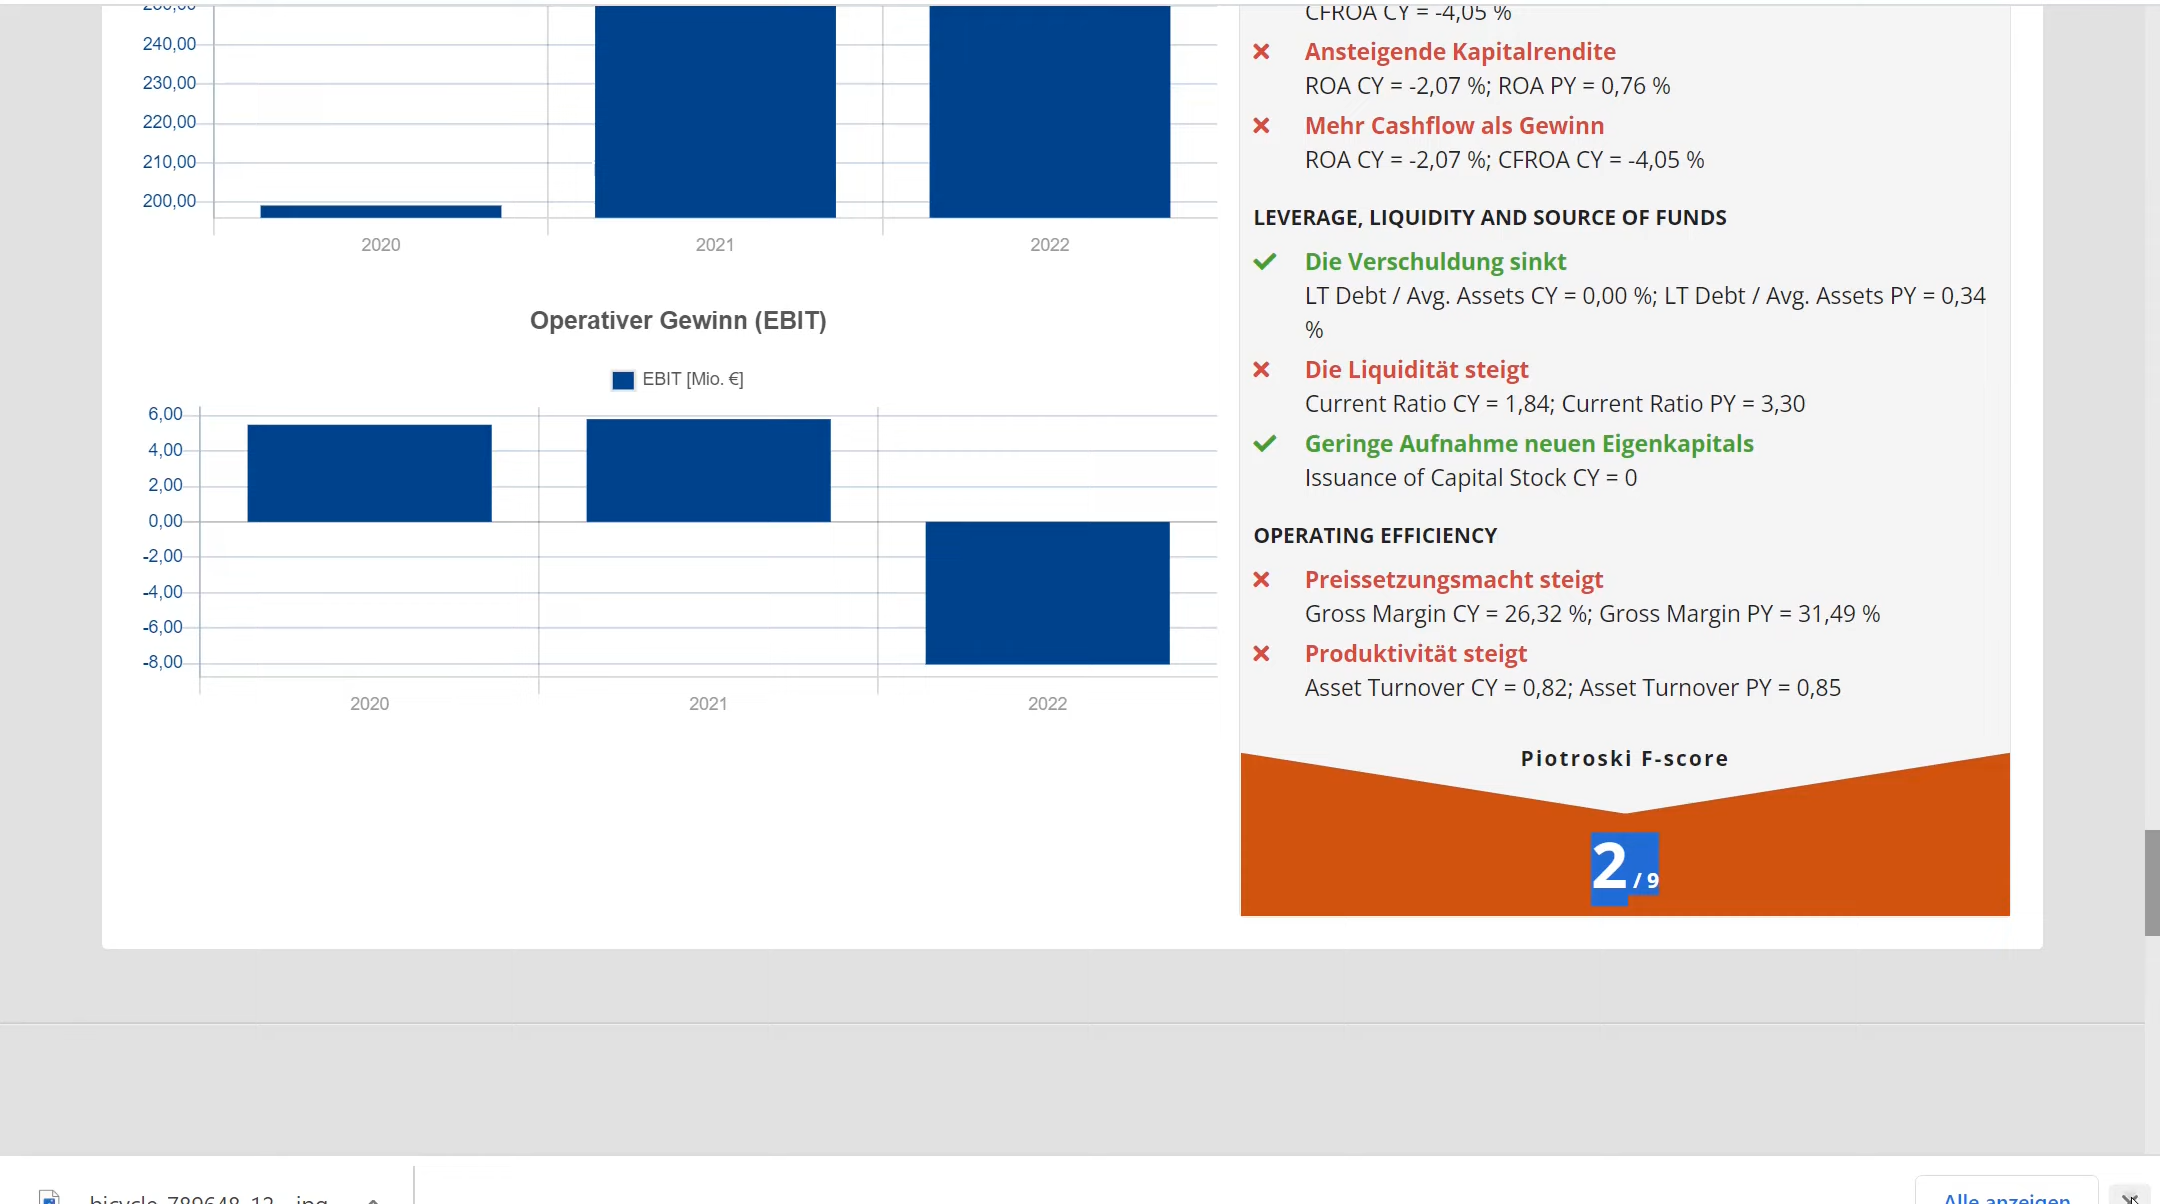 240,00
230,00
220,00
210,00
200,00
2020
2021
2022
Operativer Gewinn (EBIT)
EBIT [Mio. €]
6,00
4,00
2,00
0,00
-2,00
-4,00
-6,00
-8,00
2020
2021
2022
CFROA CY = -4,05 %
Ansteigende Kapitalrendite
ROA CY = -2,07 %; ROA PY = 0,76 %
Mehr Cashflow als Gewinn
ROA CY = -2,07 %; CFROA CY = -4,05 %
LEVERAGE, LIQUIDITY AND SOURCE OF FUNDS
Die Verschuldung sinkt
LT Debt / Avg. Assets CY = 0,00 %; LT Debt / Avg. Assets PY = 0,34
%
Die Liquidität steigt
Current Ratio CY = 1,84; Current Ratio PY = 3,30
Geringe Aufnahme neuen Eigenkapitals
Issuance of Capital Stock CY = 0
OPERATING EFFICIENCY
Preissetzungsmacht steigt
Gross Margin CY = 26,32 %; Gross Margin PY = 31,49 %
Produktivität steigt
Asset Turnover CY = 0,82; Asset Turnover PY = 0,85
Piotroski F-score
2 / 9
Alle anzeigen